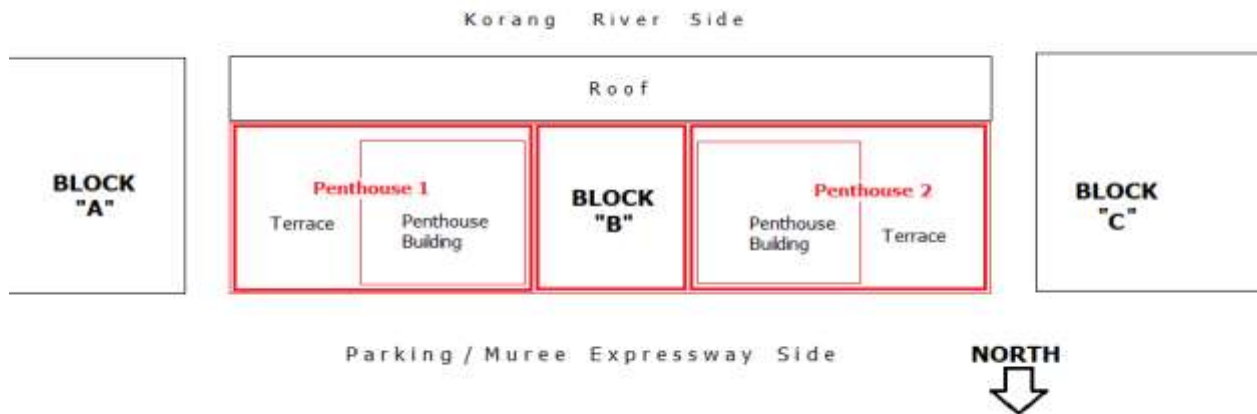 Korang River Side
Roof
BLOCK
"A"
Penthouse 1
Terrace
Penthouse
Building
BLOCK
"B"
Penthouse 2
Penthouse
Building
Terrace
BLOCK
"C"
Parking / Muree Expressway Side
NORTH